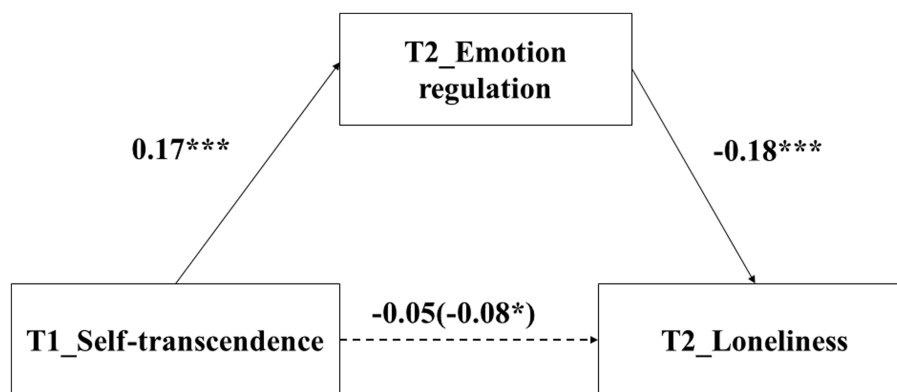 T2_Emotion
regulation
0.17***
-0.18***
-0.05(-0.08*)
T1_Self-transcendence
T2_Loneliness